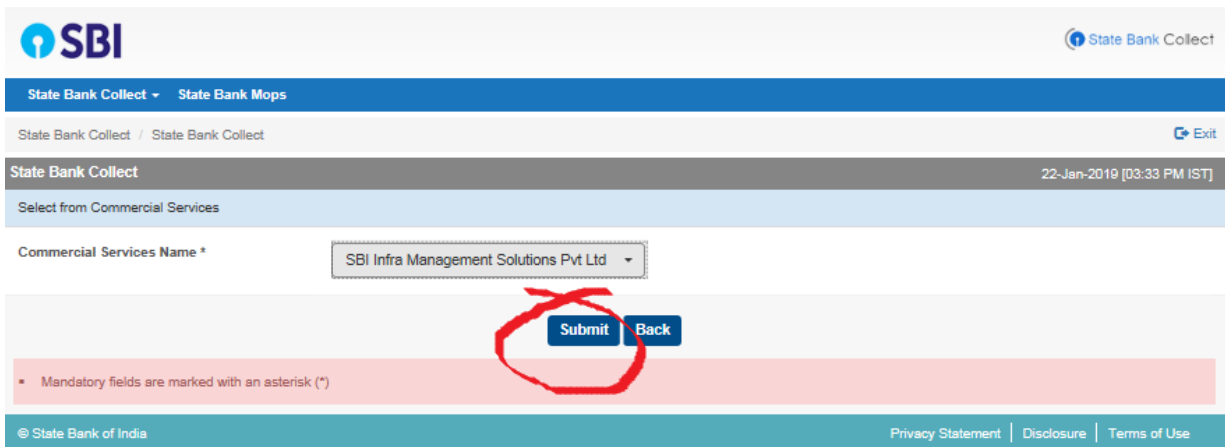 SBI
State Bank Collect
State Bank Collect State Bank Mops
State Bank Collect / State Bank Collect Exit
State Bank Collect 22-Jan-2019 [03:33 PM IST]
Select from Commercial Services
Commercial Services Name * SBI Infra Management Solutions Pvt Ltd
Submit Back
Mandatory fields are marked with an asterisk (*)
© State Bank of India Privacy Statement | Disclosure | Terms of Use